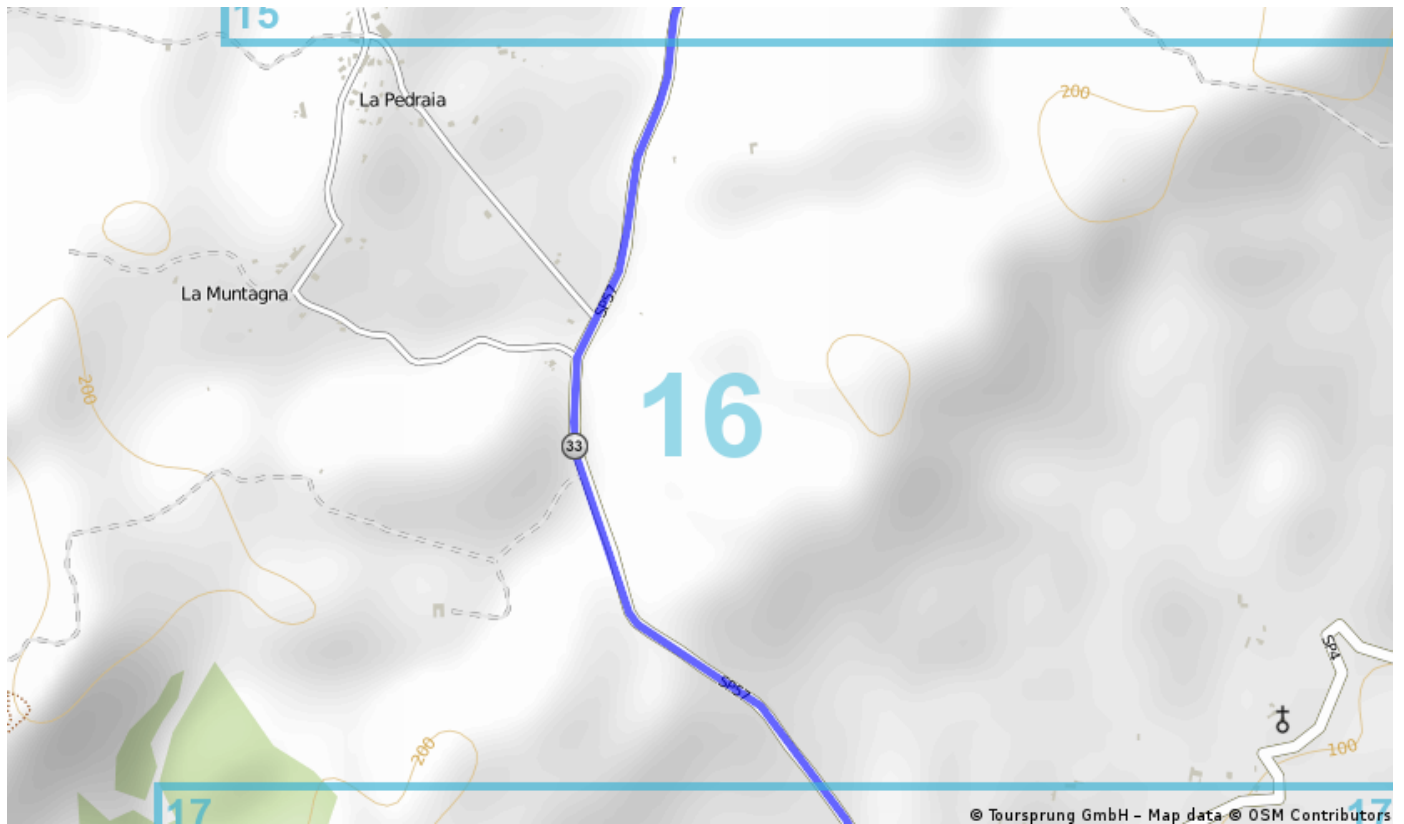 15
200
La Pedraia
La Muntagna
SP57
200
16
33
SP4
SP57
200
100
17
17
© Toursprung GmbH – Map data © OSM Contributors